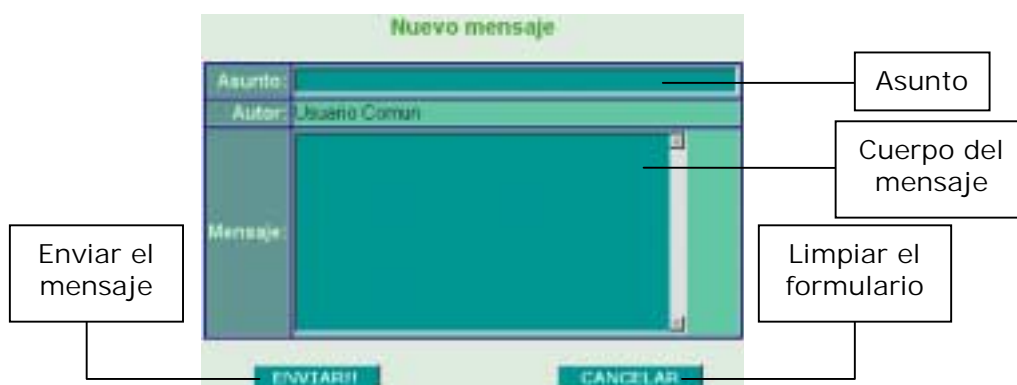 Nuevo mensaje
Asunto:
Asunto
Autor: Usuario Comun
Cuerpo del
mensaje
Mensaje:
Enviar el
mensaje
Limpiar el
formulario
ENVIAR!!
CANCELAR